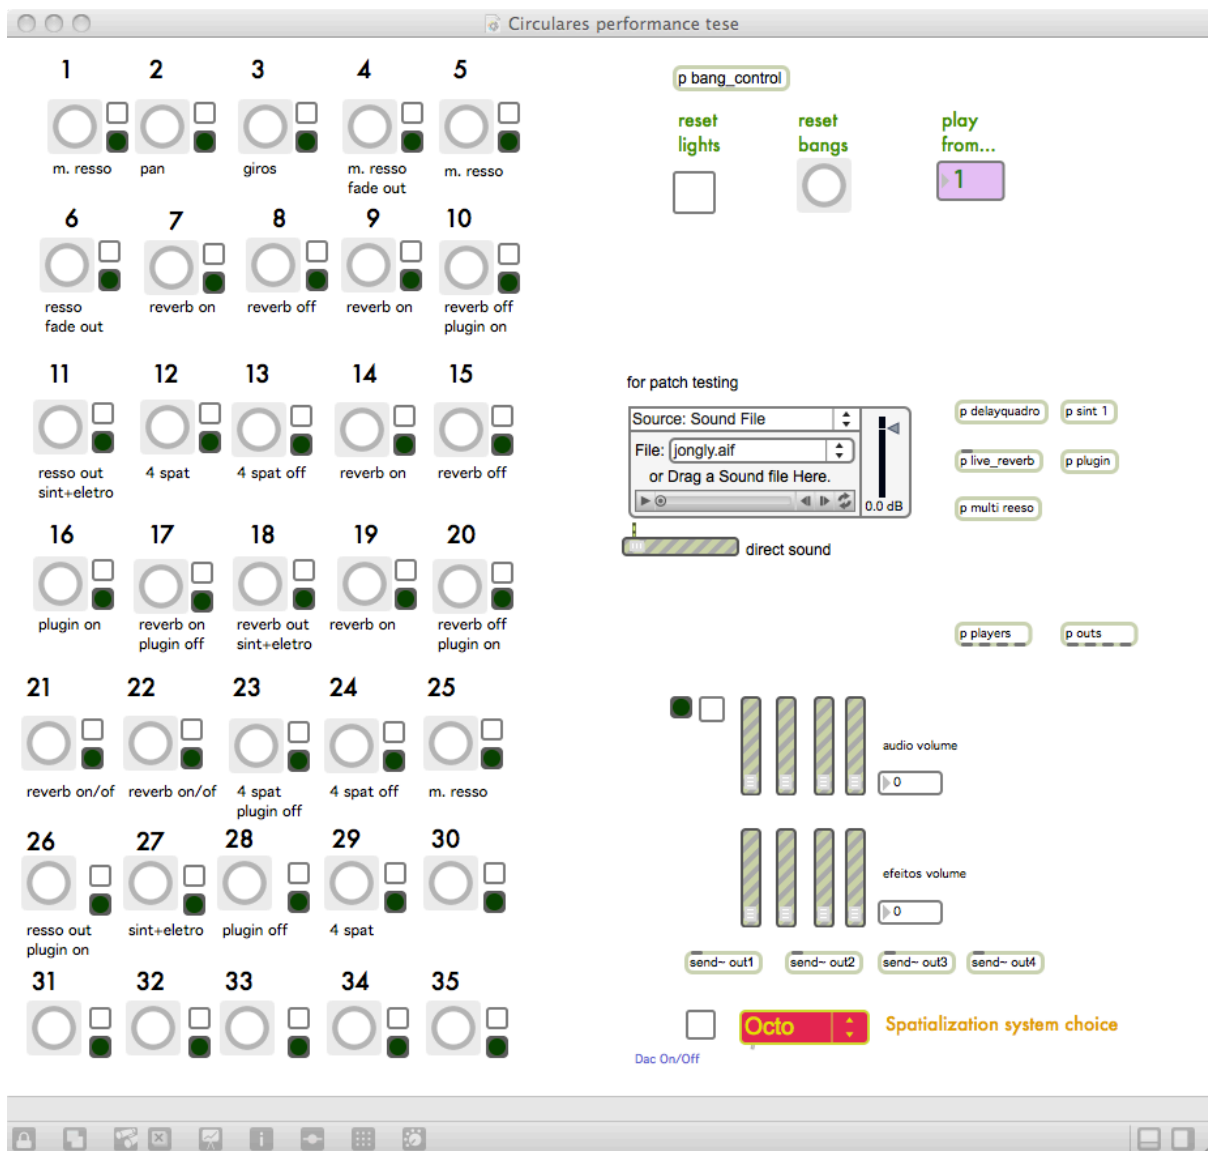 Circulares performance tese
1 2 3 4 5
m. resso pan giros m. resso m. resso
fade out
6 7 8 9 10
resso reverb on reverb off reverb on reverb off
fade out plugin on
11 12 13 14 15
resso out 4 spat 4 spat off reverb on reverb off
sint+eletro
16 17 18 19 20
plugin on reverb on reverb out reverb on reverb off
plugin off sint+eletro plugin on
21 22 23 24 25
reverb on/of reverb on/of 4 spat 4 spat off m. resso
plugin off
26 27 28 29 30
resso out sint+eletro plugin off 4 spat
plugin on
31 32 33 34 35
p bang_control
reset reset play
lights bangs from...
1
for patch testing
Source: Sound File
File: jongly.aif
or Drag a Sound file Here.
0.0 dB
direct sound
p delayquadro p sint 1
p live_reverb p plugin
p multi reeso
p players p outs
audio volume
0
efeitos volume
0
send~ out1 send~ out2 send~ out3 send~ out4
Octo Spatialization system choice
Dac On/Off